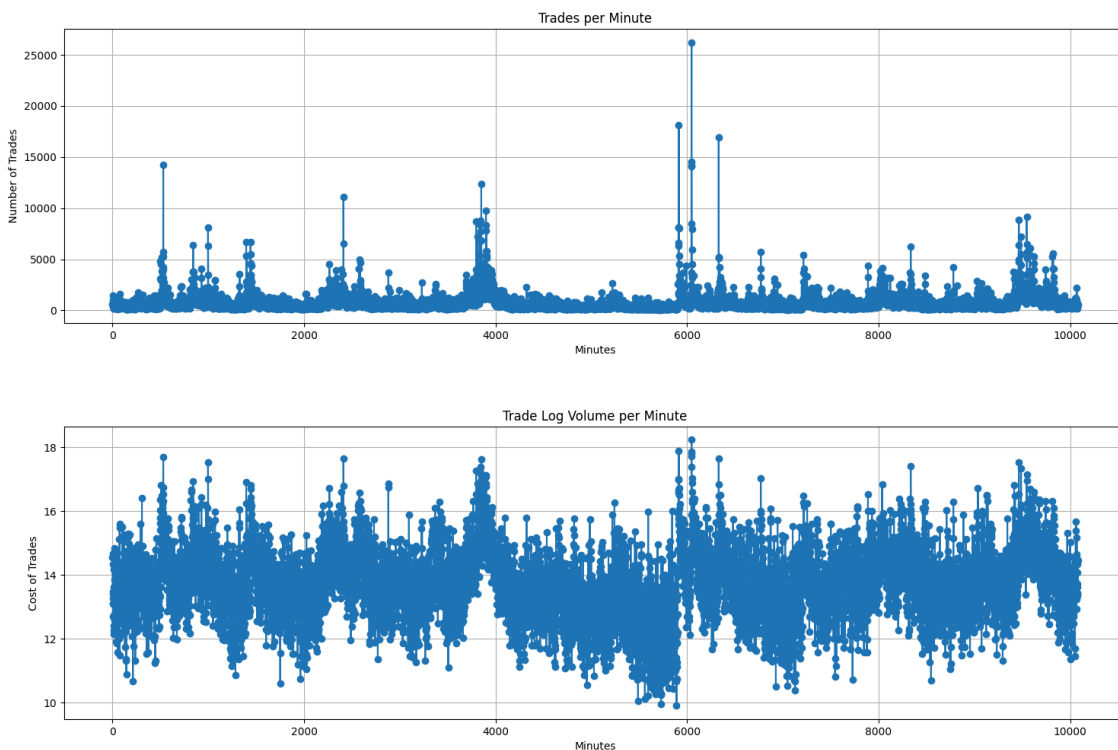 Trades per Minute
25000
20000
15000
10000
5000
0
Number of Trades
0 2000 4000 6000 8000 10000
Minutes
Trade Log Volume per Minute
18
16
14
12
10
Cost of Trades
0 2000 4000 6000 8000 10000
Minutes